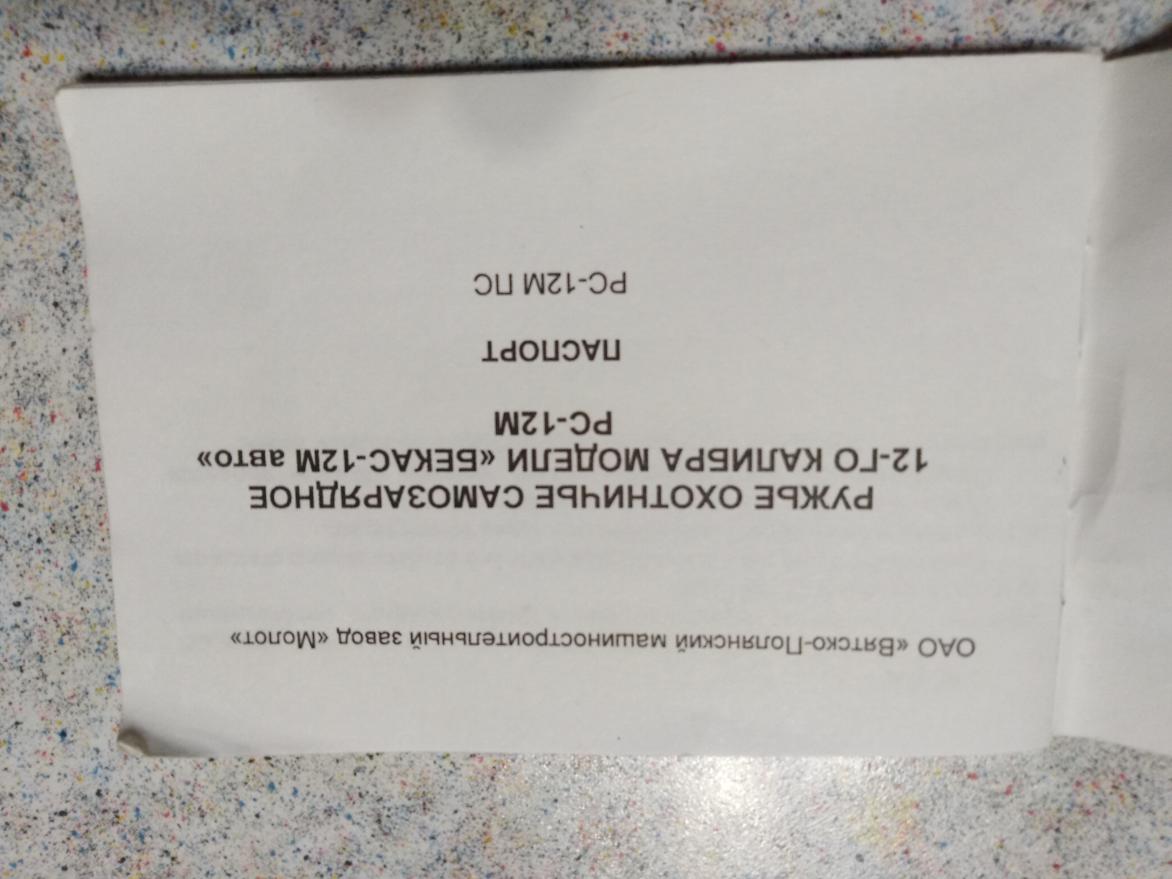 ОАО «Вятско-Полянский машиностроительный завод «Молот»
РУЖЬЕ ОХОТНИЧЬЕ САМОЗАРЯДНОЕ
12-ГО КАЛИБРА МОДЕЛИ «БЕКАС-12М авто»
РС-12М
ПАСПОРТ
РС-12М ПС